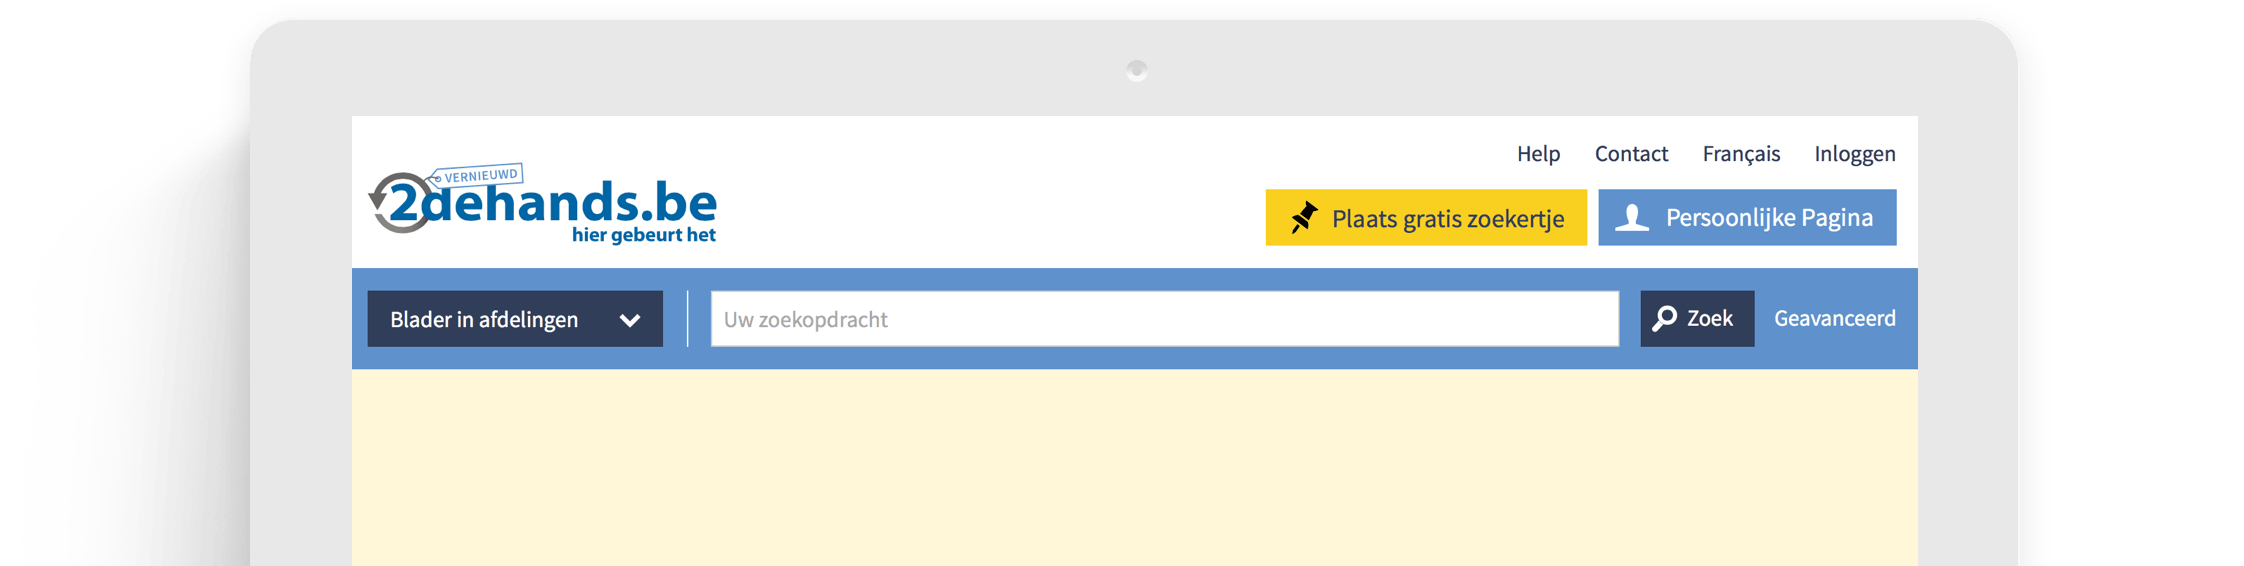 Help Contact Français Inloggen
VERNIEUWD
2dehands.be
hier gebeurt het
Plaats gratis zoekertje Persoonlijke Pagina
Blader in afdelingen Uw zoekopdracht Zoek Geavanceerd